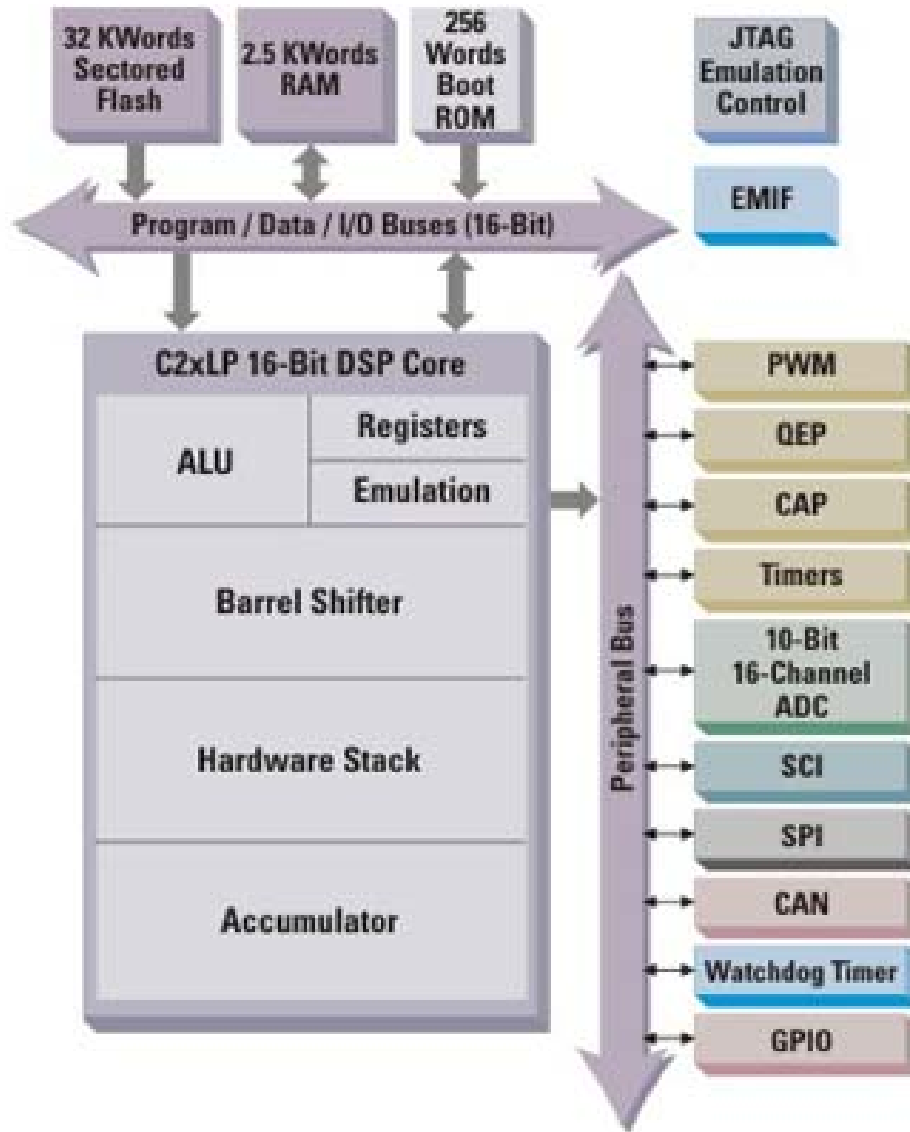 32 KWords
Sectored
Flash
2.5 KWords
RAM
256
Words
Boot
ROM
JTAG
Emulation
Control
EMIF
Program / Data / I/O Buses (16-Bit)
C2xLP 16-Bit DSP Core
ALU
Registers
Emulation
Barrel Shifter
Hardware Stack
Accumulator
Peripheral Bus
PWM
QEP
CAP
Timers
10-Bit
16-Channel
ADC
SCI
SPI
CAN
Watchdog Timer
GPIO